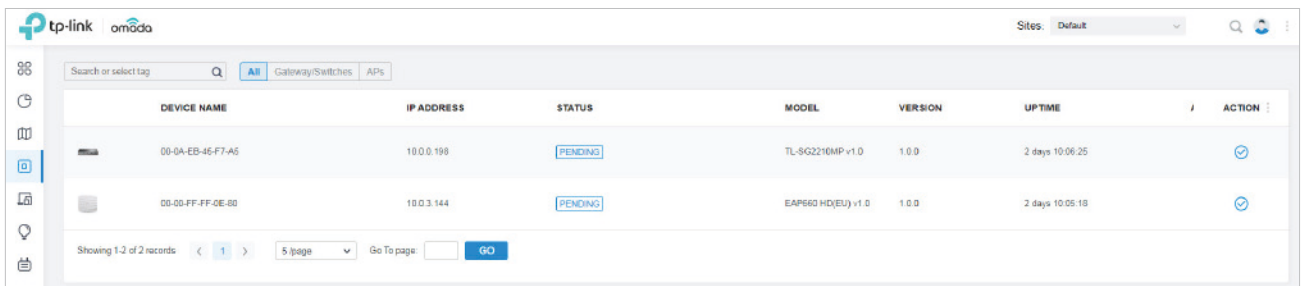 tp-link omada Sites: Default
Search or select tag All Gateway/Switches APs
DEVICE NAME IP ADDRESS STATUS MODEL VERSION UPTIME ACTION
00-0A-EB-46-F7-A5 10.0.0.198 PENDING TL-SG2210MP v1.0 1.0.0 2 days 10:06:25
00-00-FF-FF-0E-80 10.0.3.144 PENDING EAP660 HD(EU) v1.0 1.0.0 2 days 10:05:18
Showing 1-2 of 2 records < 1 > 5 /page Go To page: GO